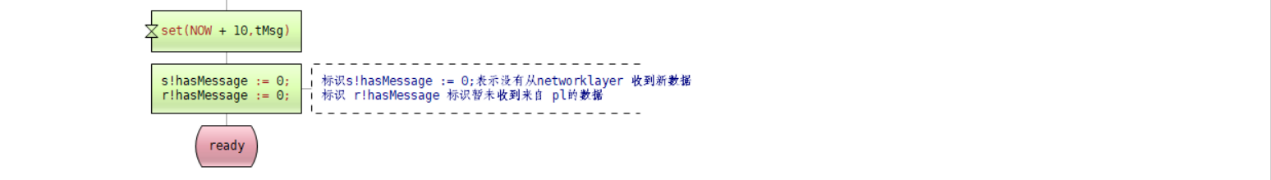 set(NOW + 10,tMsg)
s!hasMessage := 0;
r!hasMessage := 0;
标识s!hasMessage := 0;表示没有从networklayer 收到新数据
标识 r!hasMessage 标识暂未收到来自 pl的数据
ready